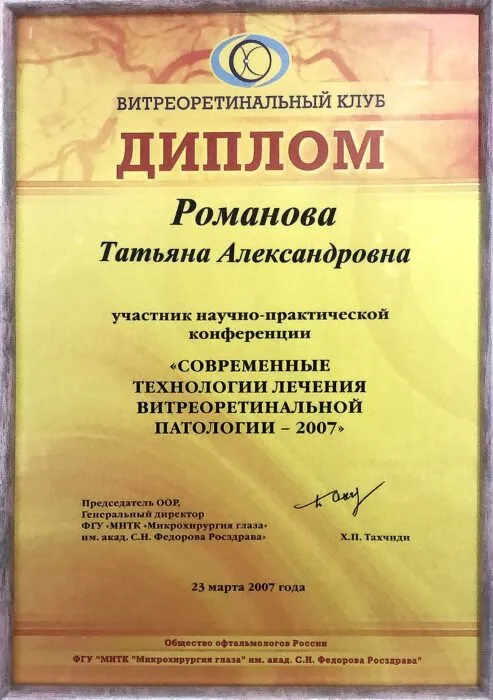 ВИТРЕОРЕТИНАЛЬНЫЙ КЛУБ
ДИПЛОМ
Романова
Татьяна Александровна
участник научно-практической
конференции
«СОВРЕМЕННЫЕ
ТЕХНОЛОГИИ ЛЕЧЕНИЯ
ВИТРЕОРЕТИНАЛЬНОЙ
ПАТОЛОГИИ – 2007»
Председатель ООР,
Генеральный директор
ФГУ «МНТК «Микрохирургия глаза»
им. акад. С.Н. Федорова Росздрава»
Х.П. Тахчиди
23 марта 2007 года
Общество офтальмологов России
ФГУ "МНТК "Микрохирургия глаза" им. акад. С.Н. Федорова Росздрава"